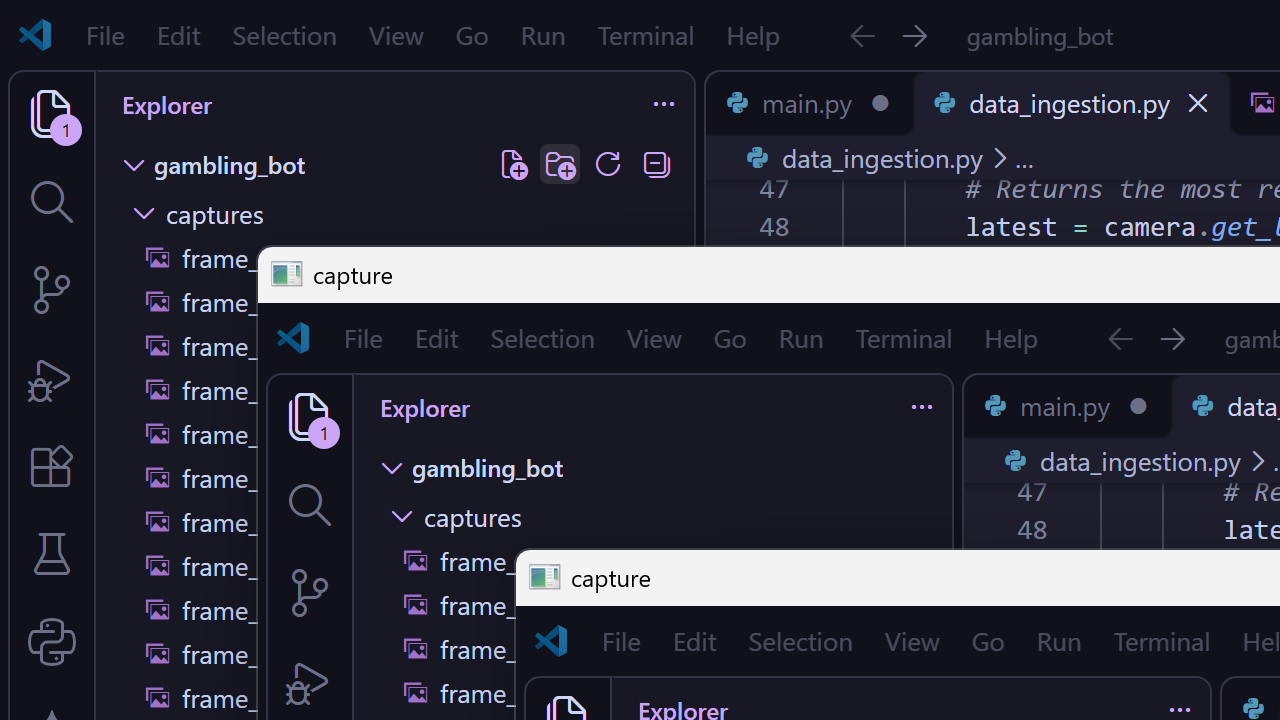 File Edit Selection View Go Run Terminal Help gambling_bot
Explorer
1
gambling_bot
captures
frame_
frame_
frame_
frame_
frame_
frame_
frame_
frame_
frame_
frame_
frame_
main.py data_ingestion.py
data_ingestion.py > ...
47 # Returns the most re
48 latest = camera.get_l
capture
File Edit Selection View Go Run Terminal Help gamb
Explorer
1
gambling_bot
captures
frame_
frame_
frame_
frame_
main.py data_
data_ingestion.py > .
47 # Re
48 late
capture
File Edit Selection View Go Run Terminal Hel
Explorer